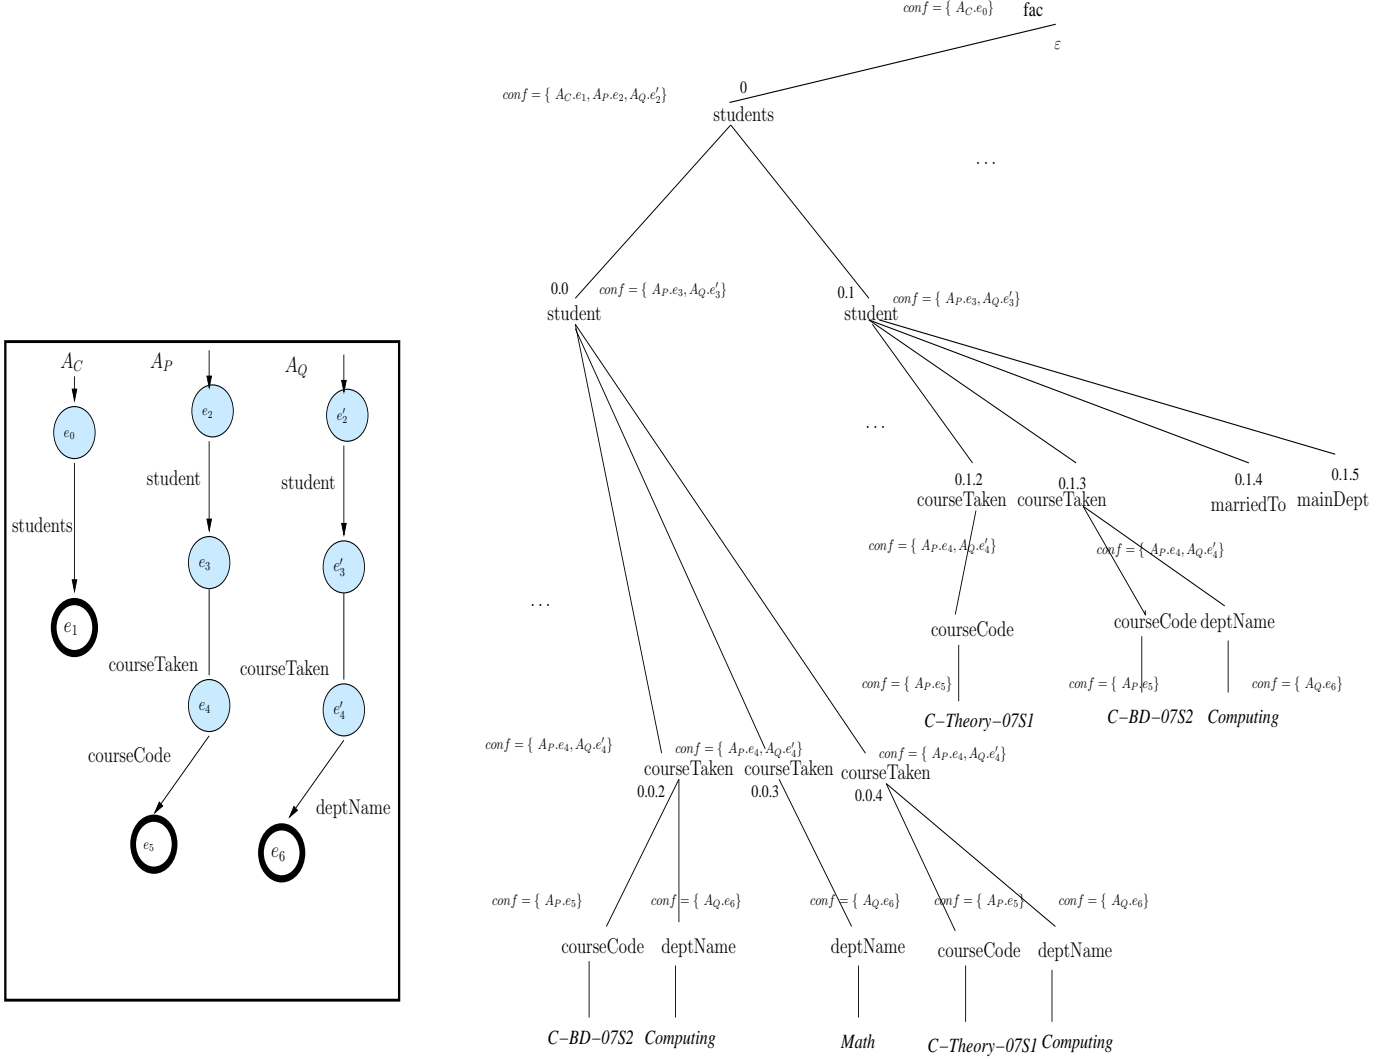 conf = { A_C.e_0} fac
ε
conf = { A_C.e_1, A_P.e_2, A_Q.e′_2}
0
students
. . .
0.0
conf = { A_P.e_3, A_Q.e′_3}
student
0.1
conf = { A_P.e_3, A_Q.e′_3}
student
A_C
A_P
A_Q
e_0
e_2
e′_2
students
student
student
e_1
e_3
e′_3
courseTaken
courseTaken
e_4
e′_4
courseCode
deptName
e_5
e_6
. . .
0.1.2
courseTaken
0.1.3
courseTaken
0.1.4
marriedTo
0.1.5
mainDept
conf = { A_P.e_4, A_Q.e′_4}
conf = { A_P.e_4, A_Q.e′_4}
. . .
courseCode
courseCode deptName
conf = { A_P.e_5}
conf = { A_P.e_5}
conf = { A_Q.e_6}
C−Theory−07S1
C−BD−07S2 Computing
conf = { A_P.e_4, A_Q.e′_4}
conf = { A_P.e_4, A_Q.e′_4}
conf = { A_P.e_4, A_Q.e′_4}
courseTaken courseTaken courseTaken
0.0.2
0.0.3
0.0.4
conf = { A_P.e_5}
conf = { A_Q.e_6}
conf = { A_Q.e_6}
conf = { A_P.e_5}
conf = { A_Q.e_6}
courseCode deptName
deptName
courseCode deptName
C−BD−07S2 Computing
Math
C−Theory−07S1 Computing